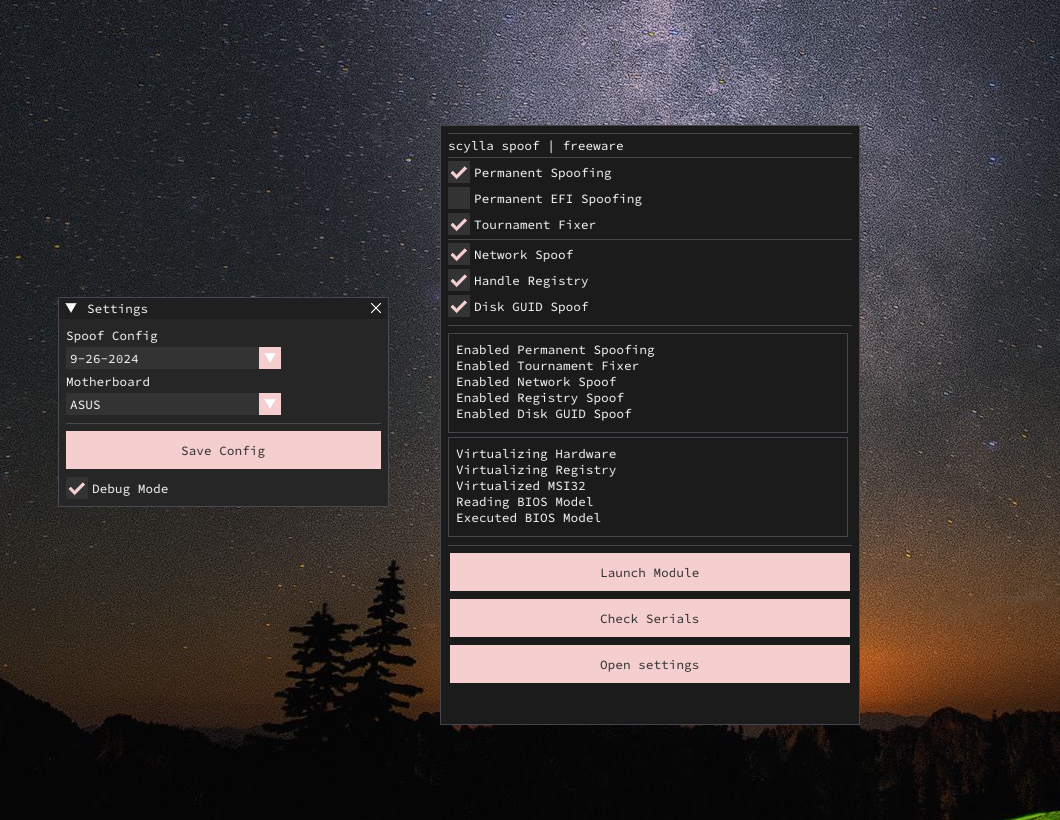 Settings
Spoof Config
9-26-2024
Motherboard
ASUS
Save Config
Debug Mode
scylla spoof | freeware
Permanent Spoofing
Permanent EFI Spoofing
Tournament Fixer
Network Spoof
Handle Registry
Disk GUID Spoof
Enabled Permanent Spoofing
Enabled Tournament Fixer
Enabled Network Spoof
Enabled Registry Spoof
Enabled Disk GUID Spoof
Virtualizing Hardware
Virtualizing Registry
Virtualized MSI32
Reading BIOS Model
Executed BIOS Model
Launch Module
Check Serials
Open settings